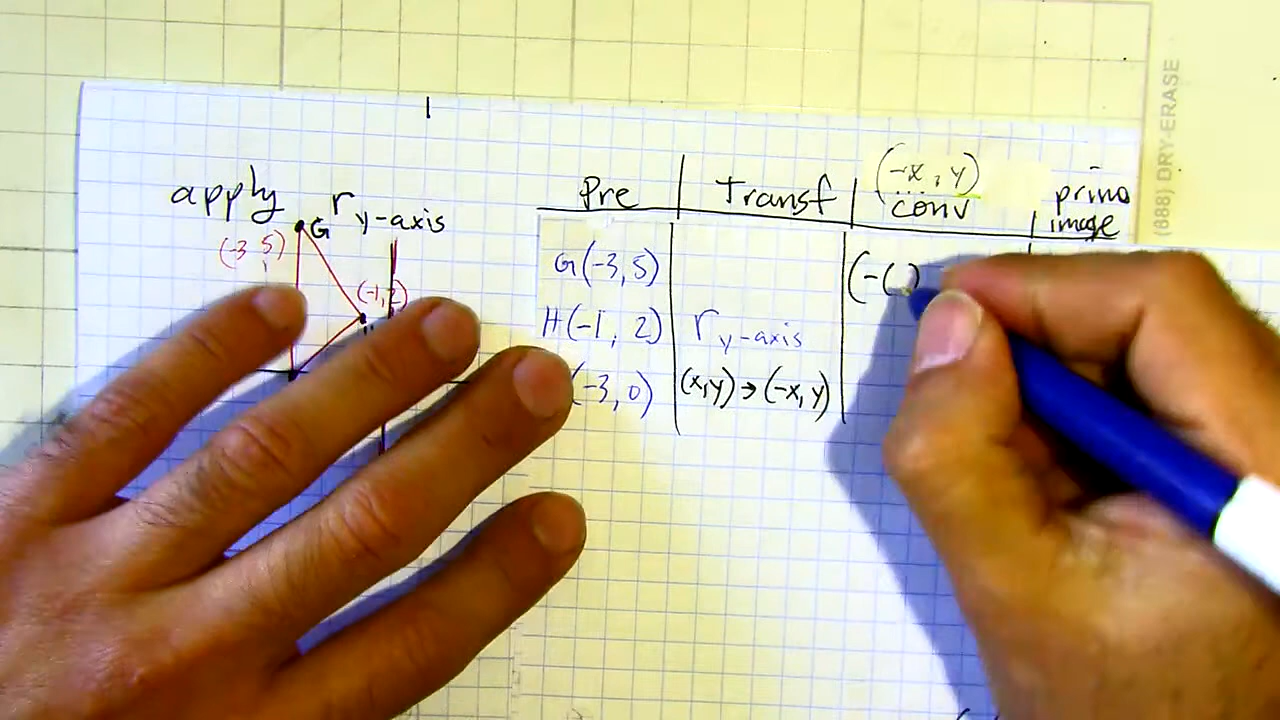 apply r y-axis
G
(-3 5)
(-1, 2)
Pre Transf (-x, y) conv prime image
G(-3, 5) (-( )
H(-1, 2) r y-axis
(-3, 0) (x,y) → (-x, y)
(888) DRY-ERASE